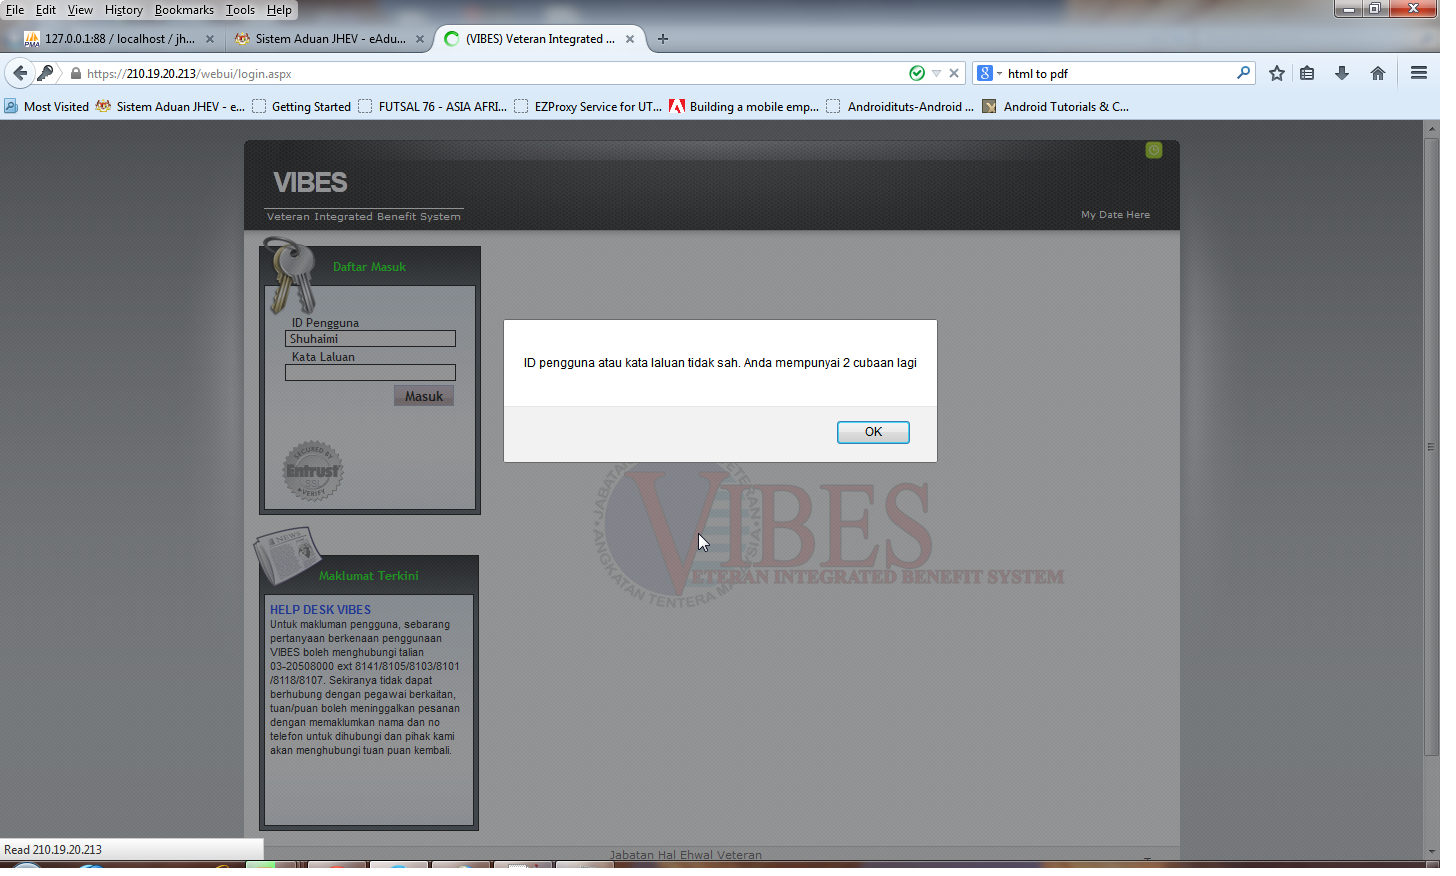 File Edit View History Bookmarks Tools Help
127.0.0.1:88 / localhost / jh...
Sistem Aduan JHEV - eAdu...
(VIBES) Veteran Integrated ...
https://210.19.20.213/webui/login.aspx
html to pdf
Most Visited
Sistem Aduan JHEV - e...
Getting Started
FUTSAL 76 - ASIA AFRI...
EZProxy Service for UT...
Building a mobile emp...
Androidituts-Android ...
Android Tutorials & C...
VIBES
Veteran Integrated Benefit System
My Date Here
Daftar Masuk
ID Pengguna
Shuhaimi
Kata Laluan
Masuk
SECURED BY
Entrust
SSL
VERIFY
ID pengguna atau kata laluan tidak sah. Anda mempunyai 2 cubaan lagi
OK
VIBES
VETERAN INTEGRATED BENEFIT SYSTEM
ANGKATAN TENTERA
NEWS
Maklumat Terkini
HELP DESK VIBES
Untuk makluman pengguna, sebarang
pertanyaan berkenaan penggunaan
VIBES boleh menghubungi talian
03-20508000 ext 8141/8105/8103/8101
/8118/8107. Sekiranya tidak dapat
berhubung dengan pegawai berkaitan,
tuan/puan boleh meninggalkan pesanan
dengan memaklumkan nama dan no
telefon untuk dihubungi dan pihak kami
akan menghubungi tuan puan kembali.
Read 210.19.20.213
Jabatan Hal Ehwal Veteran